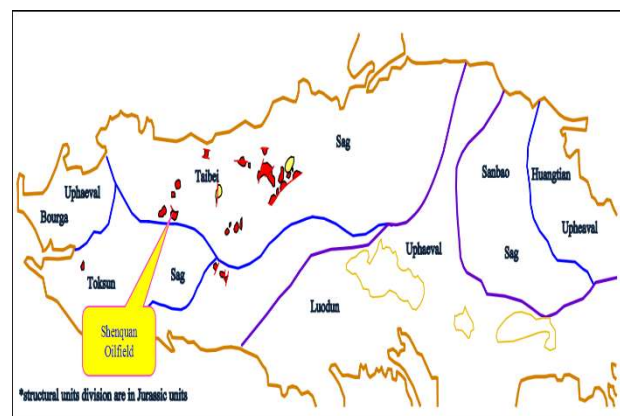 Sag
Taibei
Uphaeval
Bourga
Sanbao
Huangtian
Uphaeval
Upheaval
Toksun
Sag
Sag
Luodun
Shenquan
Oilfield
*structural units division are in Jurassic units